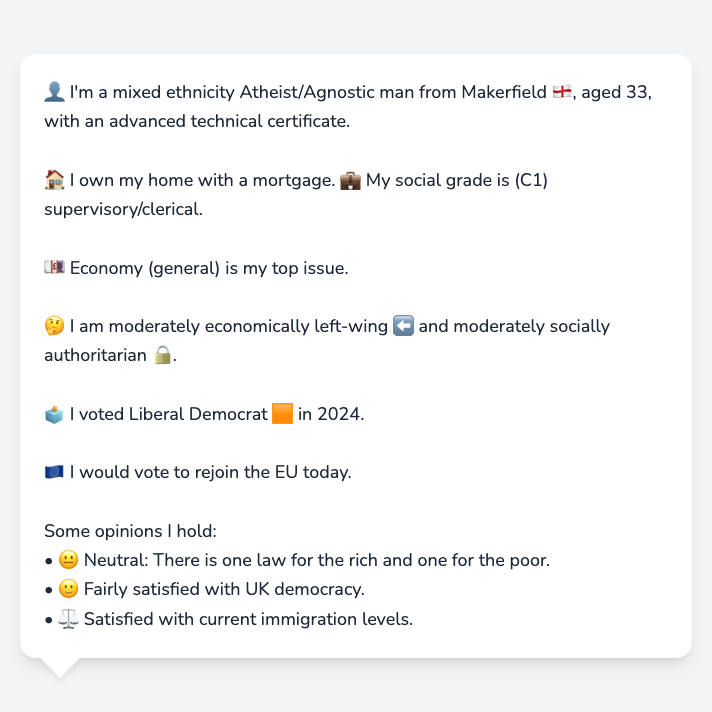 👤 I'm a mixed ethnicity Atheist/Agnostic man from Makerfield 🏴󠁧󠁢󠁥󠁮󠁧󠁿, aged 33,
with an advanced technical certificate.
🏠 I own my home with a mortgage. 💼 My social grade is (C1)
supervisory/clerical.
💷 Economy (general) is my top issue.
🤔 I am moderately economically left-wing ⬅️ and moderately socially
authoritarian 🔒.
🗳️ I voted Liberal Democrat 🟧 in 2024.
🇪🇺 I would vote to rejoin the EU today.
Some opinions I hold:
• 😐 Neutral: There is one law for the rich and one for the poor.
• 🙂 Fairly satisfied with UK democracy.
• ⚖️ Satisfied with current immigration levels.